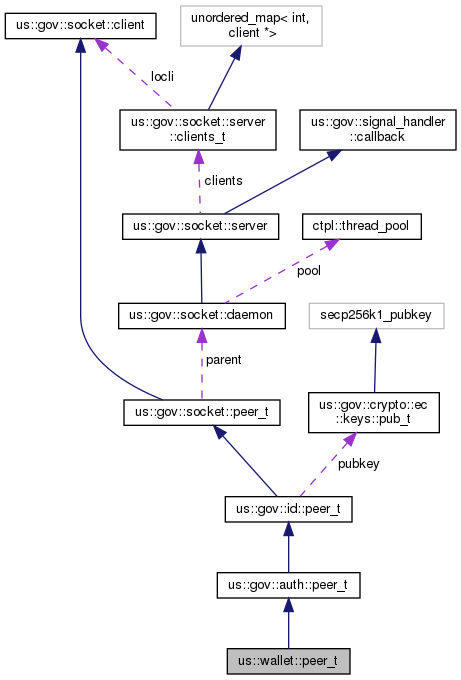 us::gov::socket::client
unordered_map< int,
client *>
locli
us::gov::socket::server
::clients_t
us::gov::signal_handler
::callback
clients
us::gov::socket::server
ctpl::thread_pool
pool
us::gov::socket::daemon
secp256k1_pubkey
parent
us::gov::socket::peer_t
us::gov::crypto::ec
::keys::pub_t
pubkey
us::gov::id::peer_t
us::gov::auth::peer_t
us::wallet::peer_t